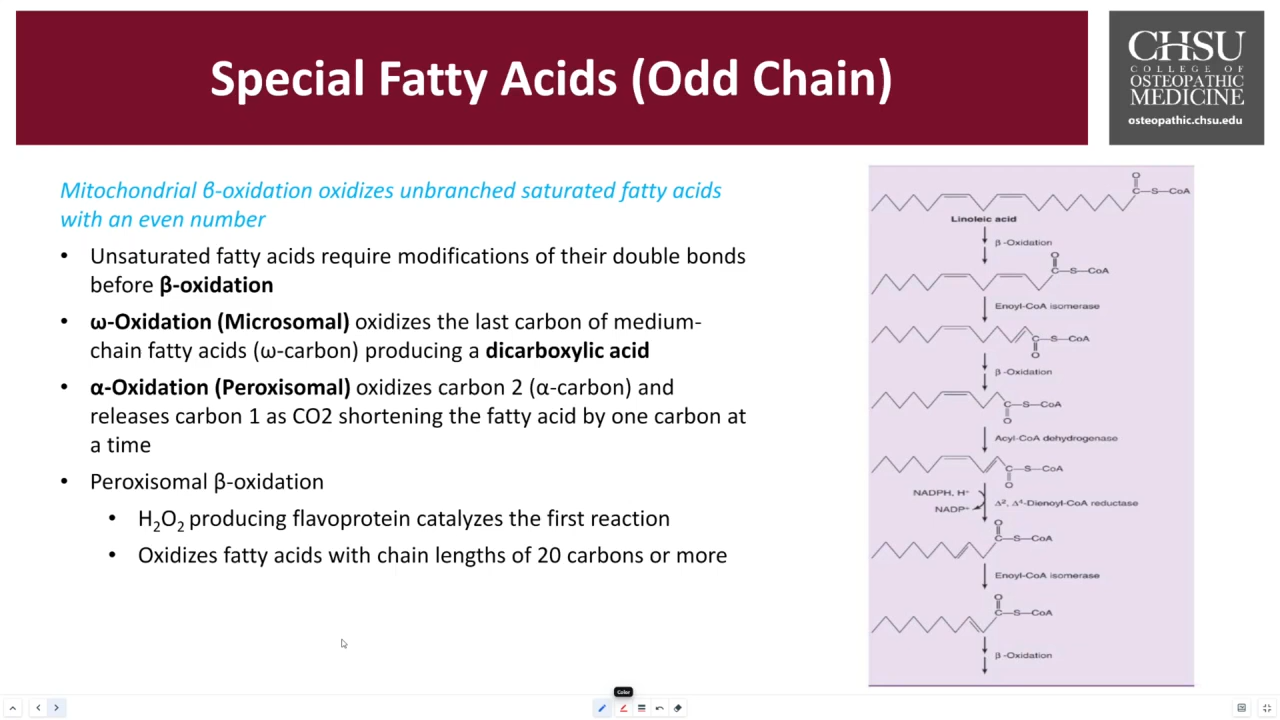 Special Fatty Acids (Odd Chain)
CHSU
COLLEGE OF
OSTEOPATHIC
MEDICINE
osteopathic.chsu.edu
Mitochondrial β-oxidation oxidizes unbranched saturated fatty acids
with an even number
• Unsaturated fatty acids require modifications of their double bonds
before β-oxidation
• ω-Oxidation (Microsomal) oxidizes the last carbon of medium-
chain fatty acids (ω-carbon) producing a dicarboxylic acid
• α-Oxidation (Peroxisomal) oxidizes carbon 2 (α-carbon) and
releases carbon 1 as CO2 shortening the fatty acid by one carbon at
a time
• Peroxisomal β-oxidation
• H₂O₂ producing flavoprotein catalyzes the first reaction
• Oxidizes fatty acids with chain lengths of 20 carbons or more
O
C—S—CoA
Linoleic acid
β-Oxidation
O
C—S—CoA
Enoyl-CoA isomerase
C—S—CoA
O
β-Oxidation
C—S—CoA
O
Acyl-CoA dehydrogenase
C—S—CoA
O
NADPH, H⁺
Δ², Δ⁴-Dienoyl-CoA reductase
NADP⁺
O
C—S—CoA
Enoyl-CoA isomerase
O
C—S—CoA
β-Oxidation
Color